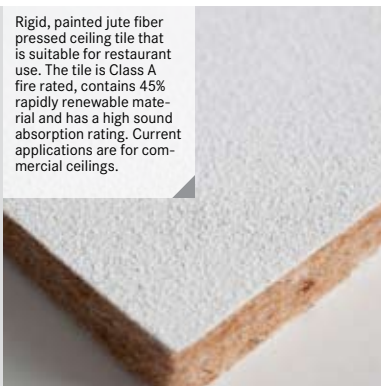 Rigid, painted jute fiber
pressed ceiling tile that
is suitable for restaurant
use. The tile is Class A
fire rated, contains 45%
rapidly renewable mate-
rial and has a high sound
absorption rating. Current
applications are for com-
mercial ceilings.